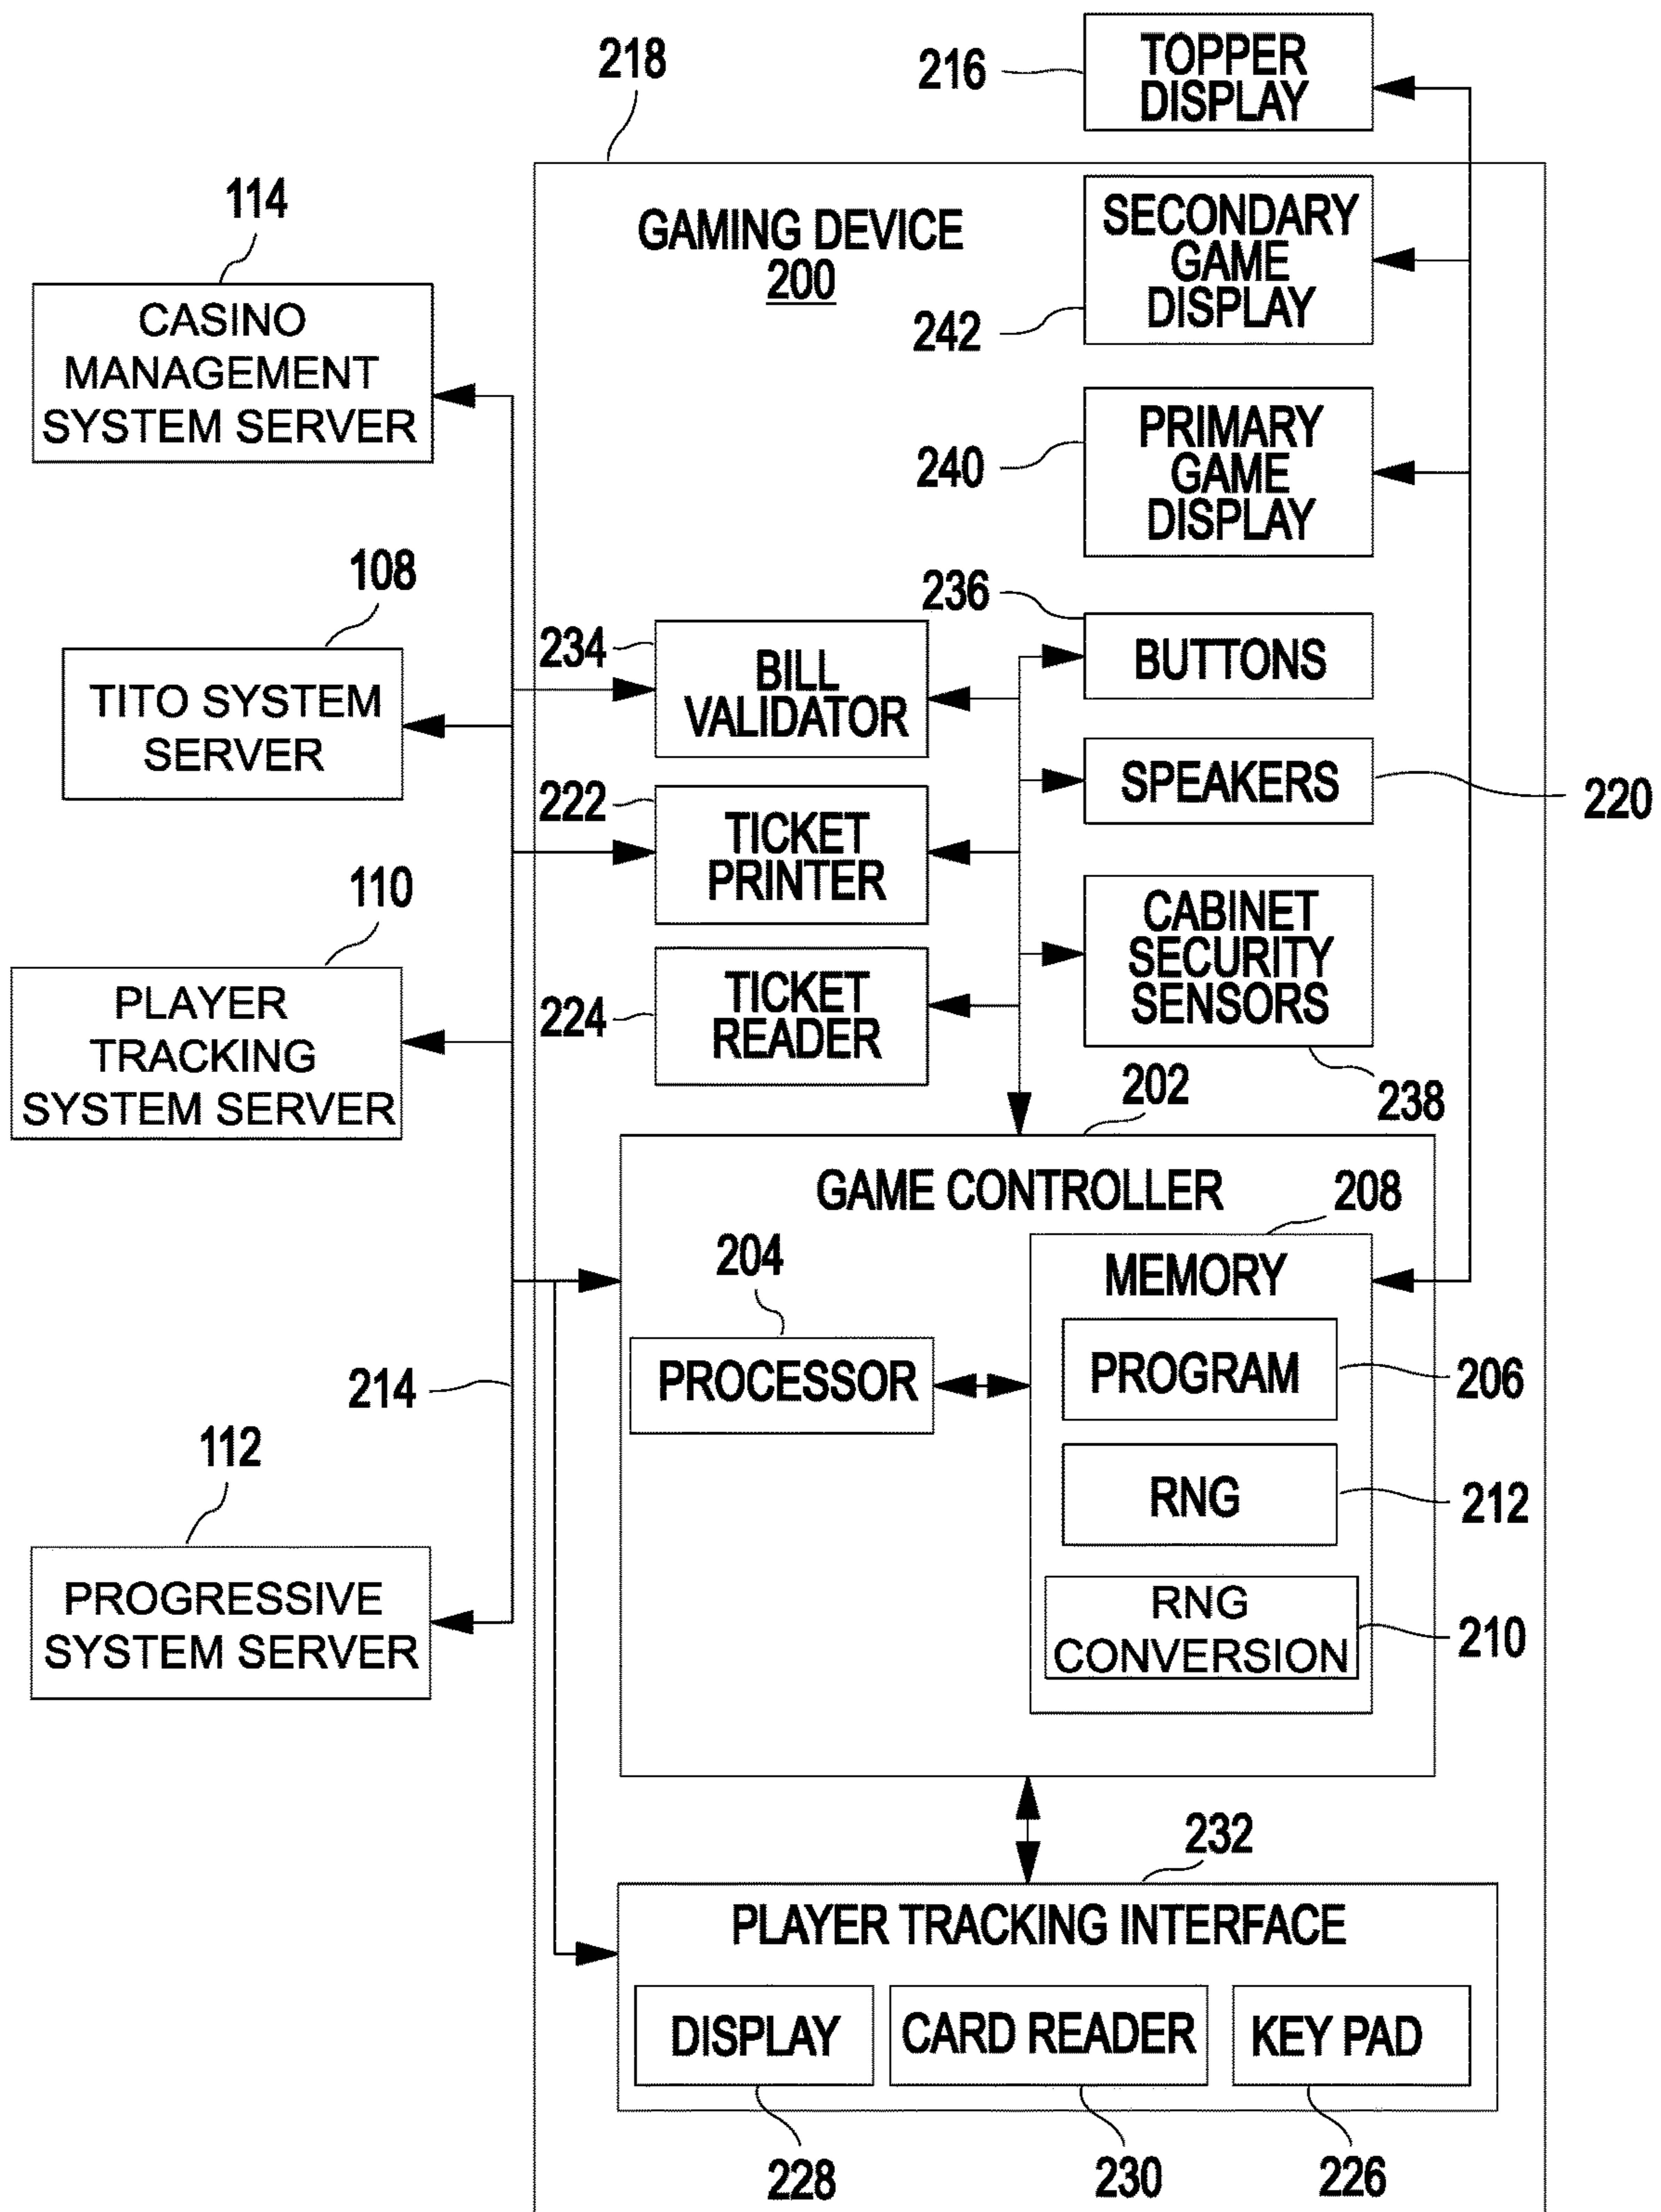 216
TOPPER
DISPLAY
218
GAMING DEVICE
200
SECONDARY
GAME
DISPLAY
242
114
CASINO
MANAGEMENT
SYSTEM SERVER
PRIMARY
GAME
DISPLAY
240
108
TITO SYSTEM
SERVER
234
BILL
VALIDATOR
236
BUTTONS
SPEAKERS
220
222
TICKET
PRINTER
110
PLAYER
TRACKING
SYSTEM SERVER
224
TICKET
READER
CABINET
SECURITY
SENSORS
238
202
GAME CONTROLLER
208
MEMORY
204
PROCESSOR
PROGRAM
206
214
RNG
212
112
PROGRESSIVE
SYSTEM SERVER
RNG
CONVERSION
210
232
PLAYER TRACKING INTERFACE
DISPLAY
CARD READER
KEY PAD
228
230
226